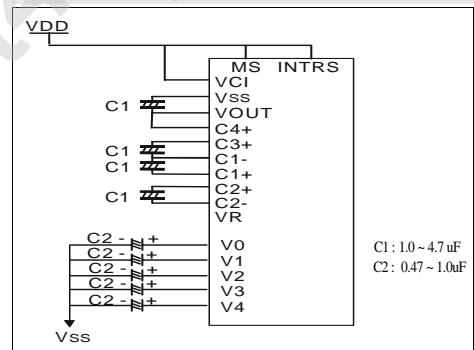 VDD
MS INTRS
VCI
Vss
VOUT
C4+
C3+
C1-
C1+
C2+
C2-
VR
V0
V1
V2
V3
V4
C1
C1
C1
C1
C2 - +
C2 - +
C2 - +
C2 - +
C2 - +
Vss
C1 : 1.0 ~ 4.7 uF
C2 : 0.47 ~ 1.0uF